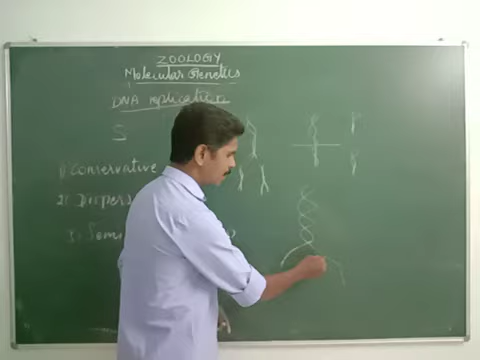 ZOOLOGY
Molecular Genetics
DNA replication
S
1) Conservative
2) Dispers
3) Semi